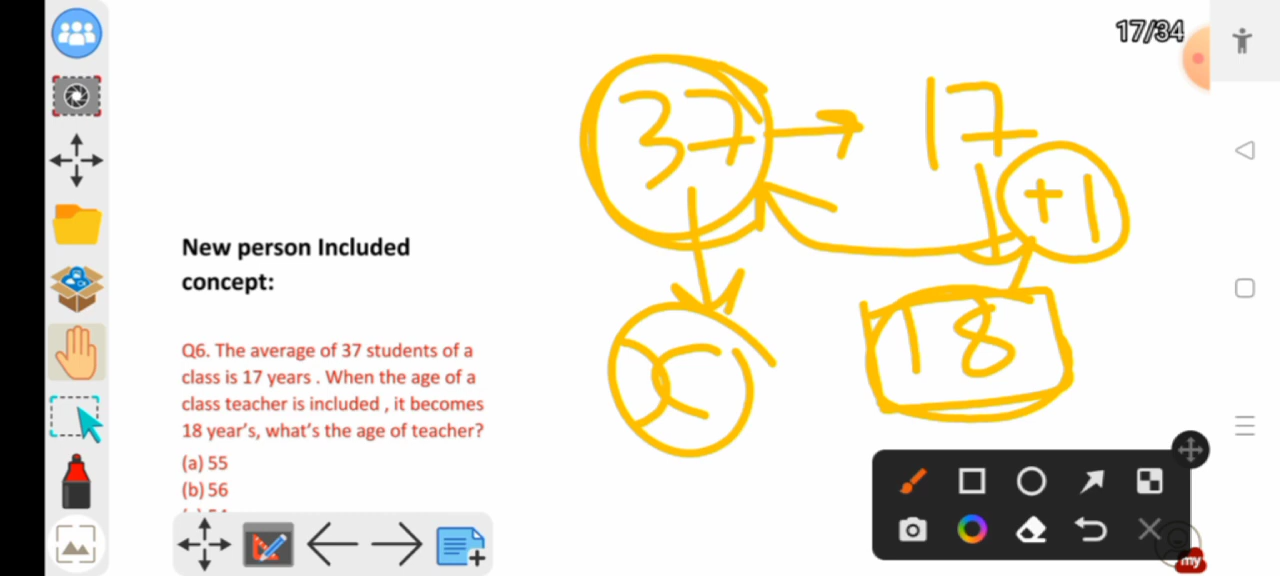 17/34
37 → 17
+1
18
New person Included
concept:
Q6. The average of 37 students of a
class is 17 years . When the age of a
class teacher is included , it becomes
18 year's, what's the age of teacher?
(a) 55
(b) 56
my